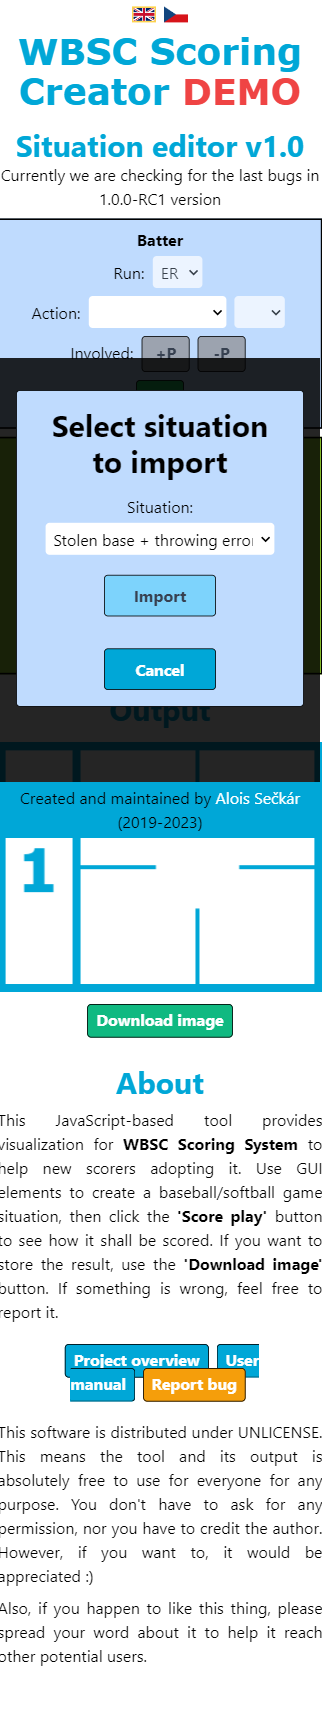 WBSC Scoring
Creator DEMO
Situation editor v1.0
Currently we are checking for the last bugs in
1.0.0-RC1 version
Batter
Run: ER
Action:
Involved: +P -P
Select situation
to import
Situation:
Stolen base + throwing error
Import
Cancel
Output
Created and maintained by Alois Sečkár
(2019-2023)
1
Download image
About
This JavaScript-based tool provides
visualization for WBSC Scoring System to
help new scorers adopting it. Use GUI
elements to create a baseball/softball game
situation, then click the 'Score play' button
to see how it shall be scored. If you want to
store the result, use the 'Download image'
button. If something is wrong, feel free to
report it.
Project overview User
manual Report bug
This software is distributed under UNLICENSE.
This means the tool and its output is
absolutely free to use for everyone for any
purpose. You don't have to ask for any
permission, nor you have to credit the author.
However, if you want to, it would be
appreciated :)
Also, if you happen to like this thing, please
spread your word about it to help it reach
other potential users.